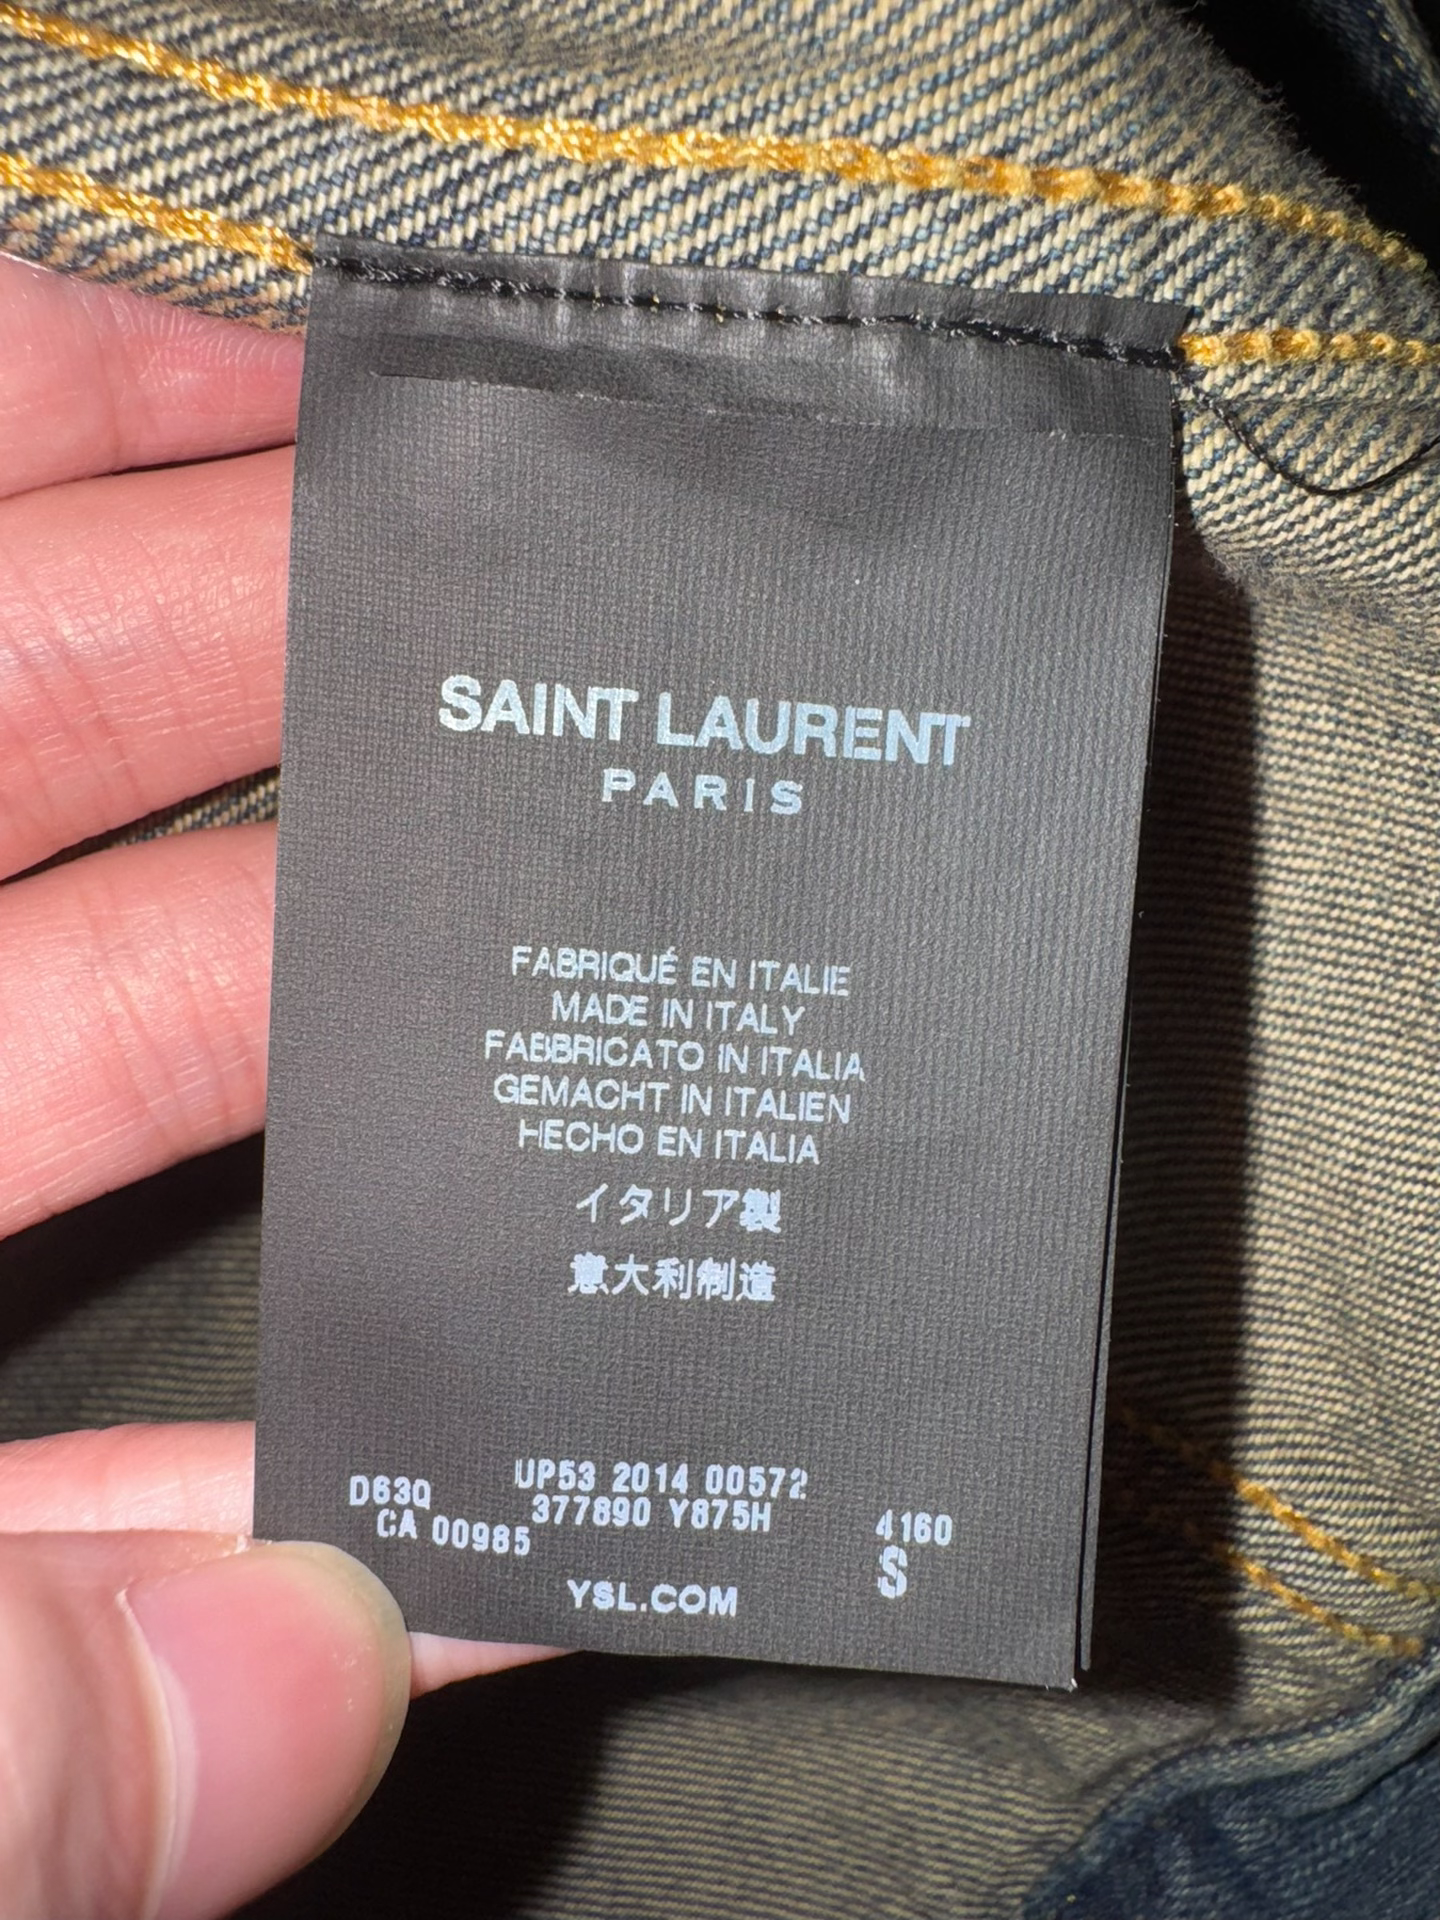 SAINT LAURENT
PARIS
FABRIQUÉ EN ITALIE
MADE IN ITALY
FABBRICATO IN ITALIA
GEMACHT IN ITALIEN
HECHO EN ITALIA
イタリア製
意大利制造
UP53 2014 00572
D63Q 377890 Y875H 4160
CA 00985 S
YSL.COM